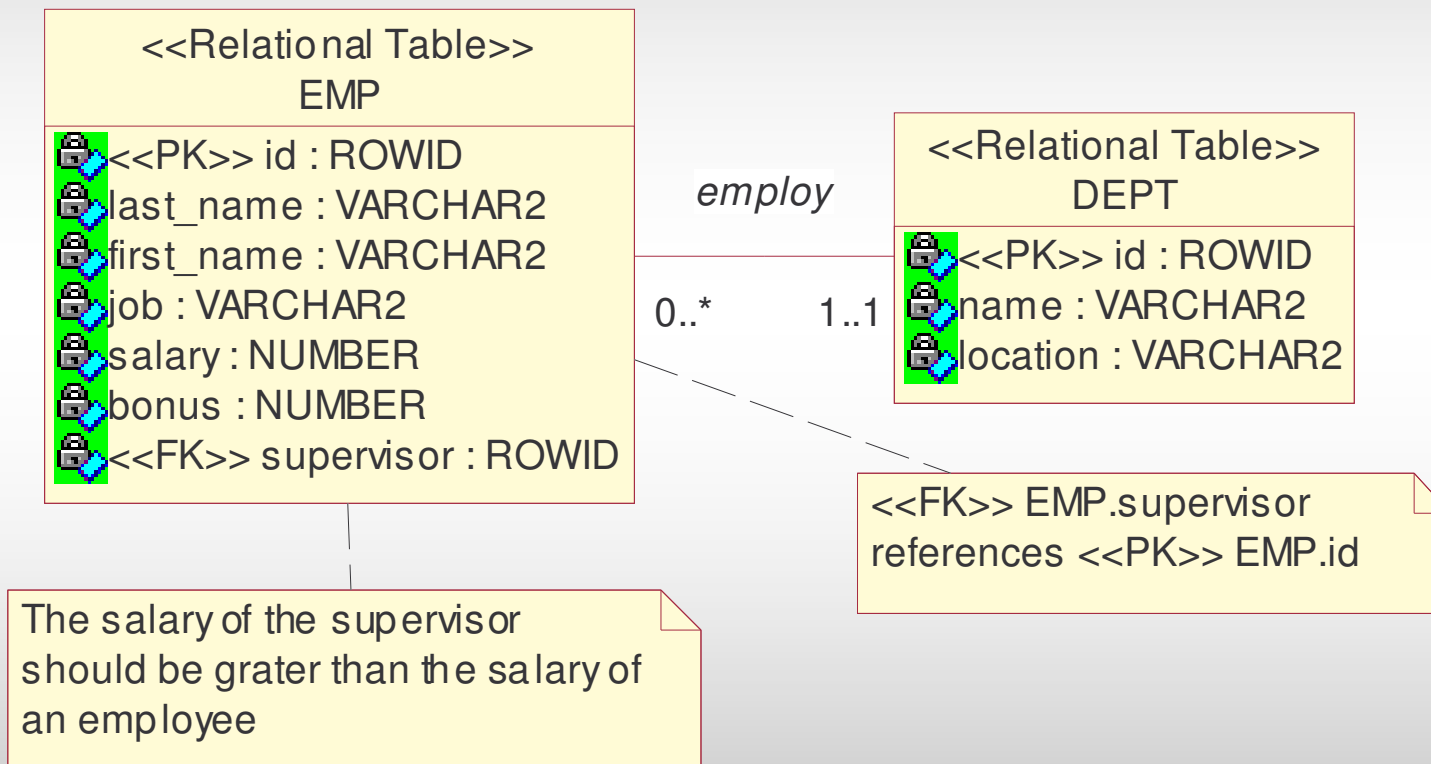 <<Relational Table>>
EMP
<<PK>> id : ROWID
last_name : VARCHAR2
first_name : VARCHAR2
job : VARCHAR2
salary : NUMBER
bonus : NUMBER
<<FK>> supervisor : ROWID
employ
0..*
1..1
<<Relational Table>>
DEPT
<<PK>> id : ROWID
name : VARCHAR2
location : VARCHAR2
<<FK>> EMP.supervisor
references <<PK>> EMP.id
The salary of the supervisor
should be grater than the salary of
an employee